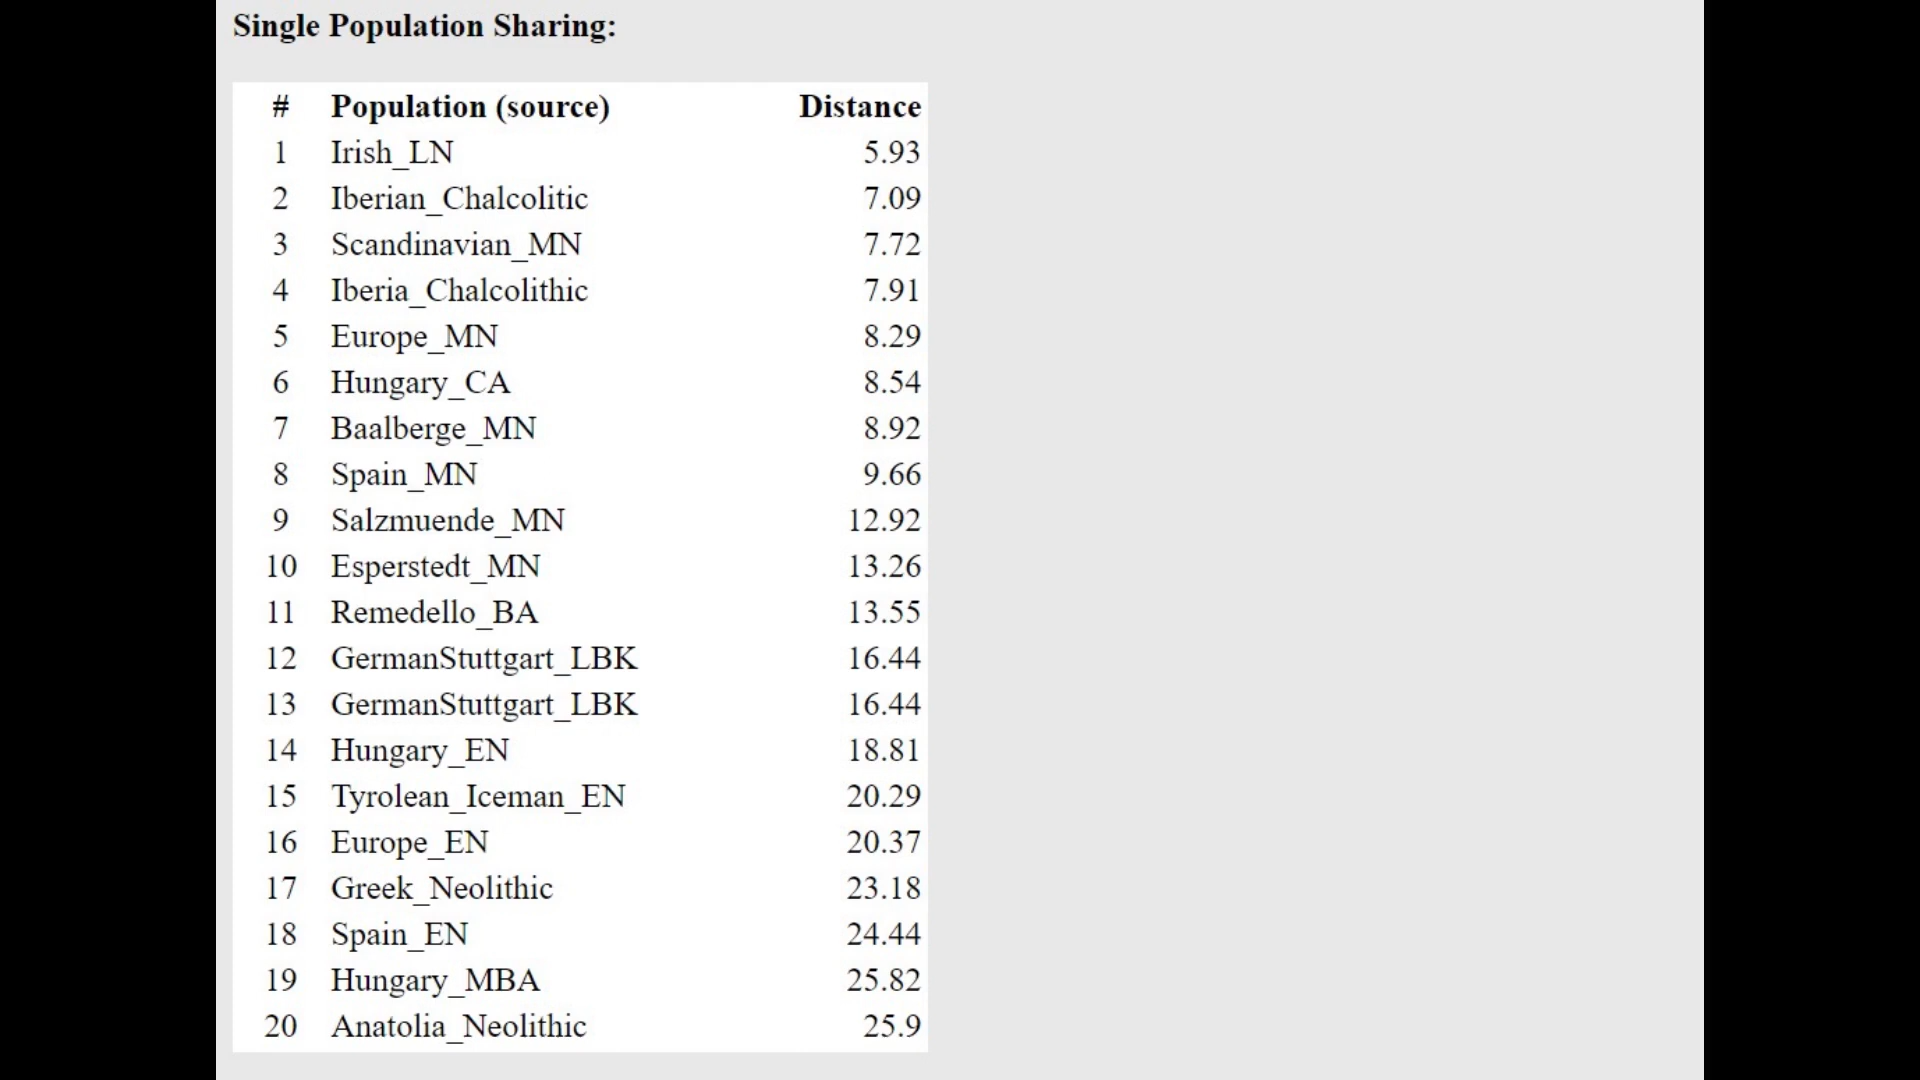 Single Population Sharing:
# Population (source) Distance
1 Irish_LN 5.93
2 Iberian_Chalcolitic 7.09
3 Scandinavian_MN 7.72
4 Iberia_Chalcolithic 7.91
5 Europe_MN 8.29
6 Hungary_CA 8.54
7 Baalberge_MN 8.92
8 Spain_MN 9.66
9 Salzmuende_MN 12.92
10 Esperstedt_MN 13.26
11 Remedello_BA 13.55
12 GermanStuttgart_LBK 16.44
13 GermanStuttgart_LBK 16.44
14 Hungary_EN 18.81
15 Tyrolean_Iceman_EN 20.29
16 Europe_EN 20.37
17 Greek_Neolithic 23.18
18 Spain_EN 24.44
19 Hungary_MBA 25.82
20 Anatolia_Neolithic 25.9